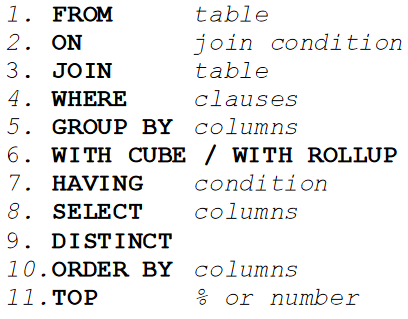 1. FROM table
2. ON join condition
3. JOIN table
4. WHERE clauses
5. GROUP BY columns
6. WITH CUBE / WITH ROLLUP
7. HAVING condition
8. SELECT columns
9. DISTINCT
10. ORDER BY columns
11. TOP % or number